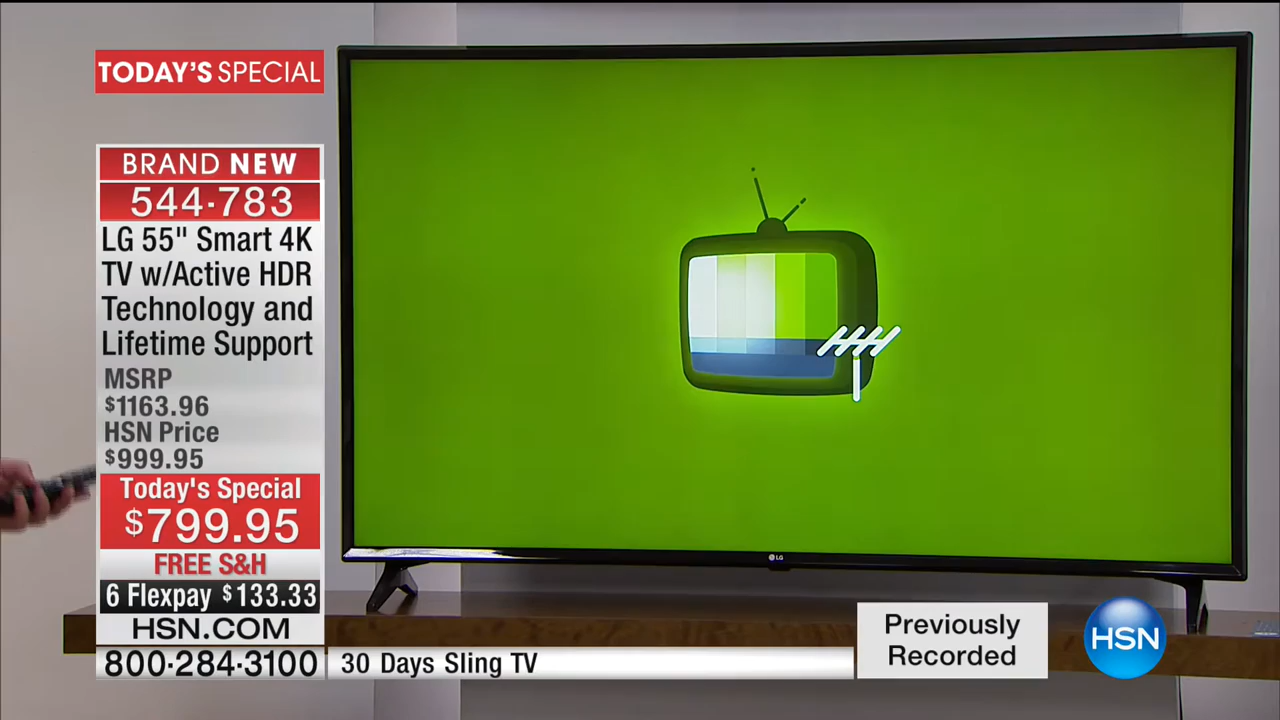 TODAY'S SPECIAL
BRAND NEW
544-783
LG 55" Smart 4K
TV w/Active HDR
Technology and
Lifetime Support
MSRP
$1163.96
HSN Price
$999.95
Today's Special
$799.95
FREE S&H
6 Flexpay $133.33
HSN.COM
800-284-3100
30 Days Sling TV
Previously
Recorded
HSN
LG